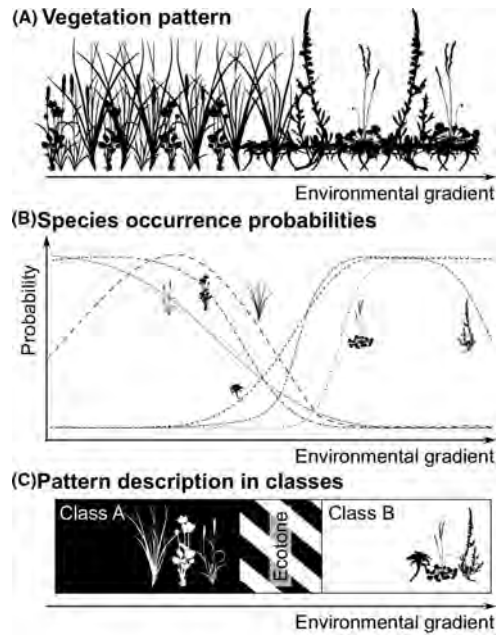 (A) Vegetation pattern
Environmental gradient
(B) Species occurrence probabilities
Probability
Environmental gradient
(C) Pattern description in classes
Class A
Ecotone
Class B
Environmental gradient